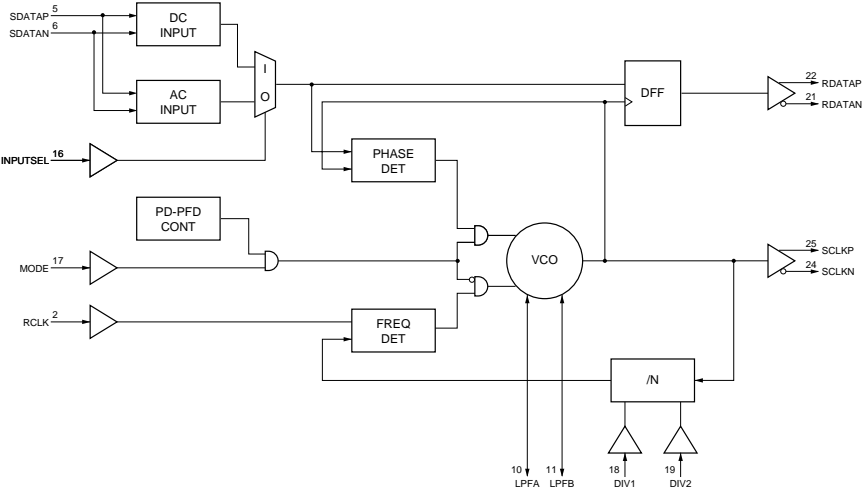 SDATAP 5
SDATAN 6
DC
INPUT
AC
INPUT
I
O
INPUTSEL 16
PHASE
DET
DFF
22
RDATAP
21
RDATAN
PD-PFD
CONT
MODE 17
VCO
25
SCLKP
24
SCLKN
RCLK 2
FREQ
DET
/N
10
LPFA
11
LPFB
18
DIV1
19
DIV2